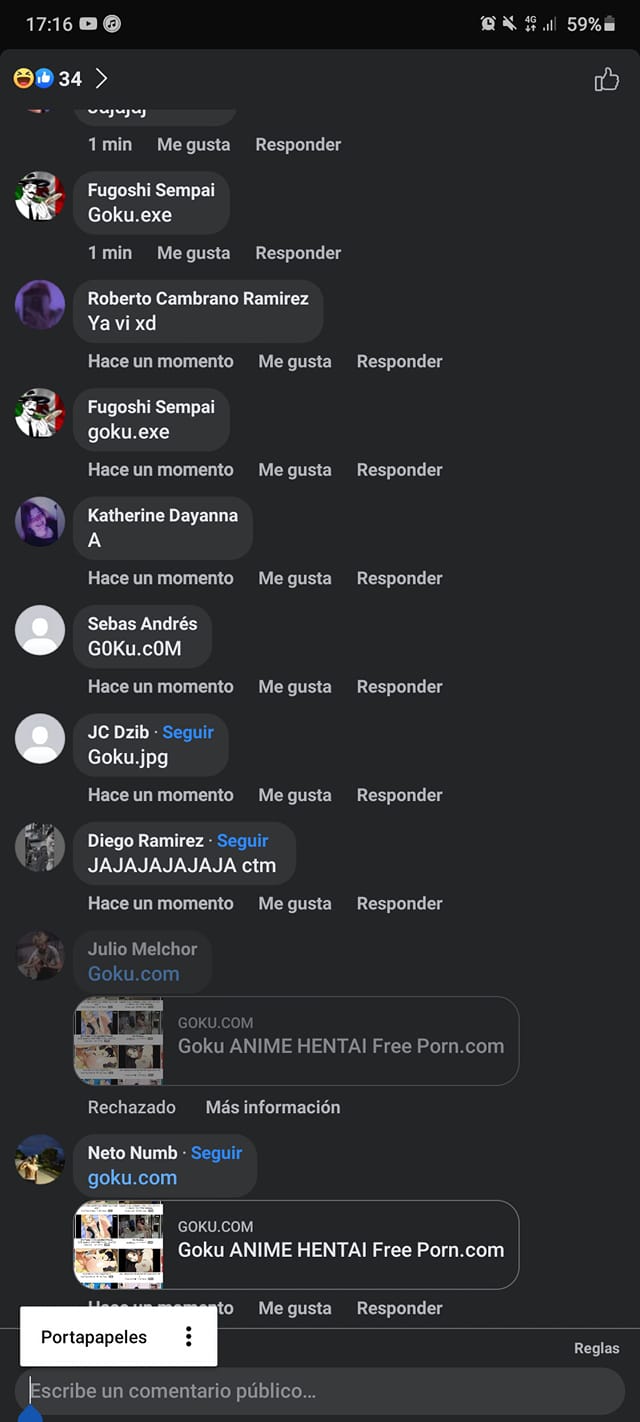 17:16
4G
59%
34
1 min Me gusta Responder
Fugoshi Sempai
Goku.exe
1 min Me gusta Responder
Roberto Cambrano Ramirez
Ya vi xd
Hace un momento Me gusta Responder
Fugoshi Sempai
goku.exe
Hace un momento Me gusta Responder
Katherine Dayanna
A
Hace un momento Me gusta Responder
Sebas Andrés
G0Ku.c0M
Hace un momento Me gusta Responder
JC Dzib · Seguir
Goku.jpg
Hace un momento Me gusta Responder
Diego Ramirez · Seguir
JAJAJAJAJAJA ctm
Hace un momento Me gusta Responder
Julio Melchor
Goku.com
GOKU.COM
Goku ANIME HENTAI Free Porn.com
Rechazado Más información
Neto Numb · Seguir
goku.com
GOKU.COM
Goku ANIME HENTAI Free Porn.com
Hace un momento Me gusta Responder
Portapapeles
Reglas
Escribe un comentario público...